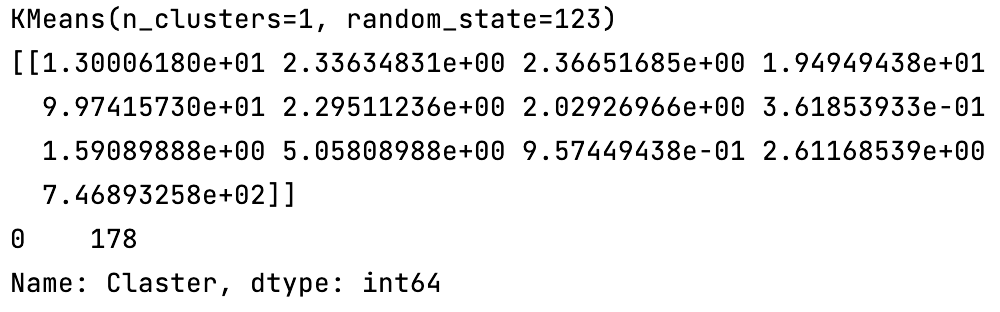 KMeans(n_clusters=1, random_state=123)
[[1.30006180e+01 2.33634831e+00 2.36651685e+00 1.94949438e+01
9.97415730e+01 2.29511236e+00 2.02926966e+00 3.61853933e-01
1.59089888e+00 5.05808988e+00 9.57449438e-01 2.61168539e+00
7.46893258e+02]]
0    178
Name: Claster, dtype: int64